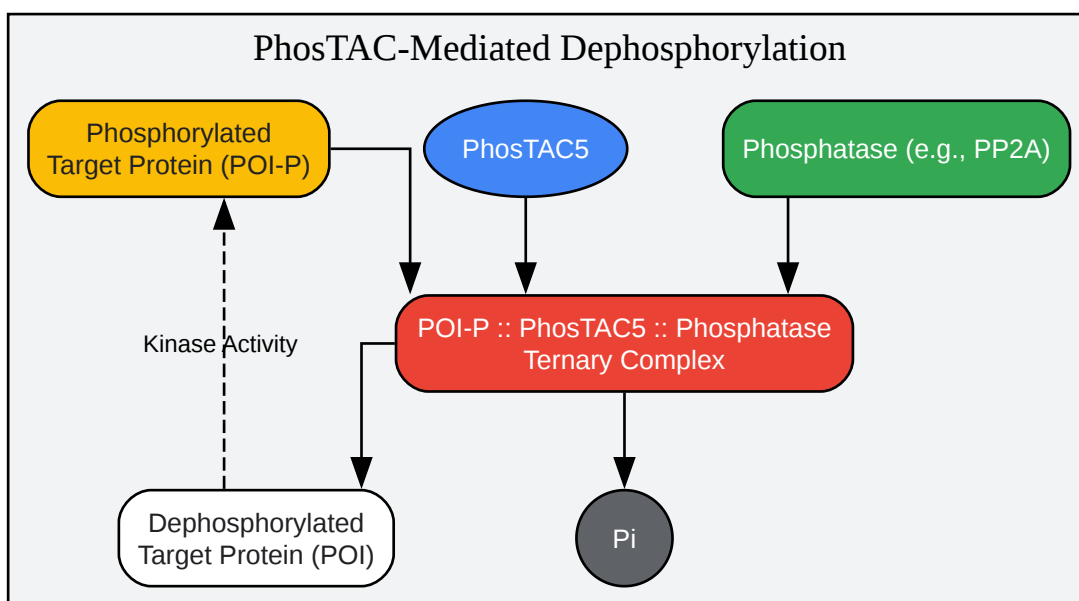 PhosTAC-Mediated Dephosphorylation
Phosphorylated
Target Protein (POI-P)
PhosTAC5
Phosphatase (e.g., PP2A)
POI-P :: PhosTAC5 :: Phosphatase
Ternary Complex
Kinase Activity
Dephosphorylated
Target Protein (POI)
Pi